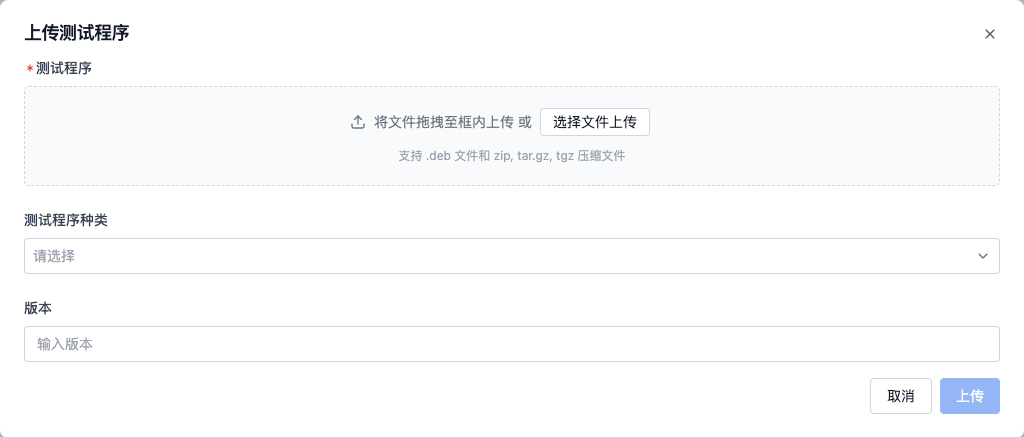 上传测试程序
* 测试程序
将文件拖拽至框内上传 或 选择文件上传
支持 .deb 文件和 zip, tar.gz, tgz 压缩文件
测试程序种类
请选择
版本
输入版本
取消 上传